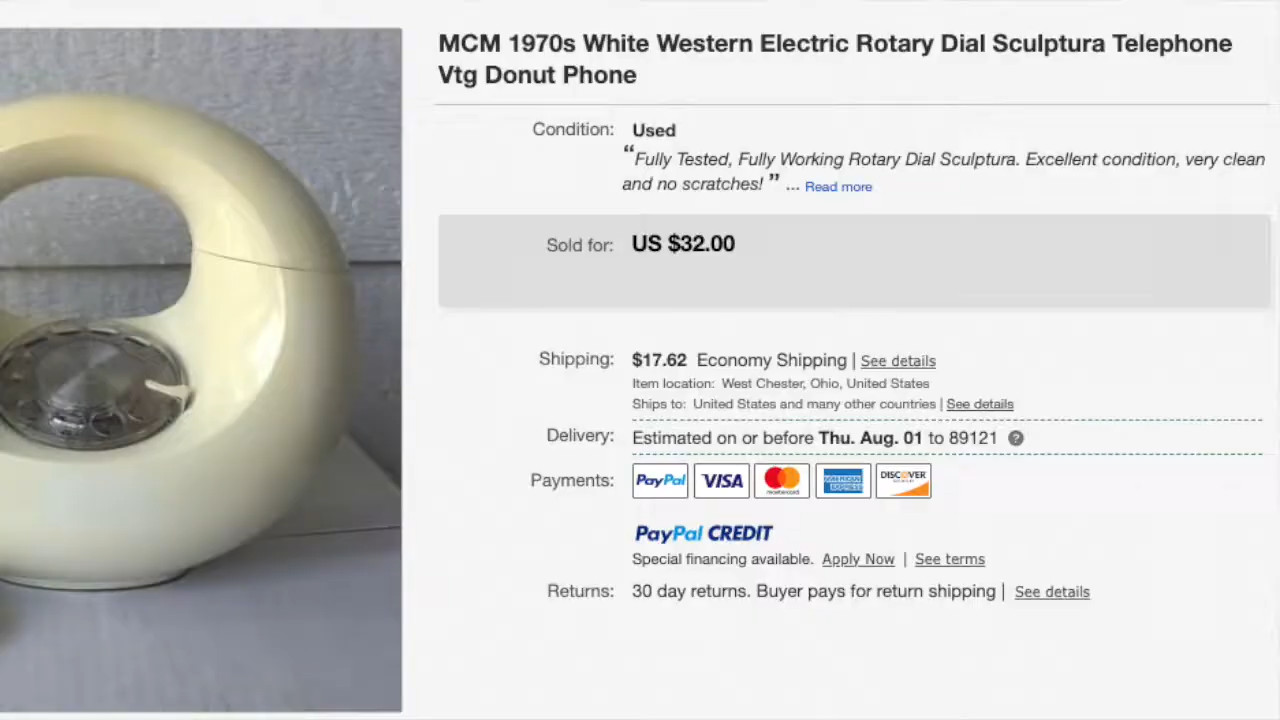 MCM 1970s White Western Electric Rotary Dial Sculptura Telephone
Vtg Donut Phone
Condition: Used
“Fully Tested, Fully Working Rotary Dial Sculptura. Excellent condition, very clean
and no scratches! ” ... Read more
Sold for: US $32.00
Shipping: $17.62 Economy Shipping | See details
Item location: West Chester, Ohio, United States
Ships to: United States and many other countries | See details
Delivery: Estimated on or before Thu. Aug. 01 to 89121 ?
Payments: PayPal VISA mastercard AMERICAN EXPRESS DISCOVER
PayPal CREDIT
Special financing available. Apply Now | See terms
Returns: 30 day returns. Buyer pays for return shipping | See details